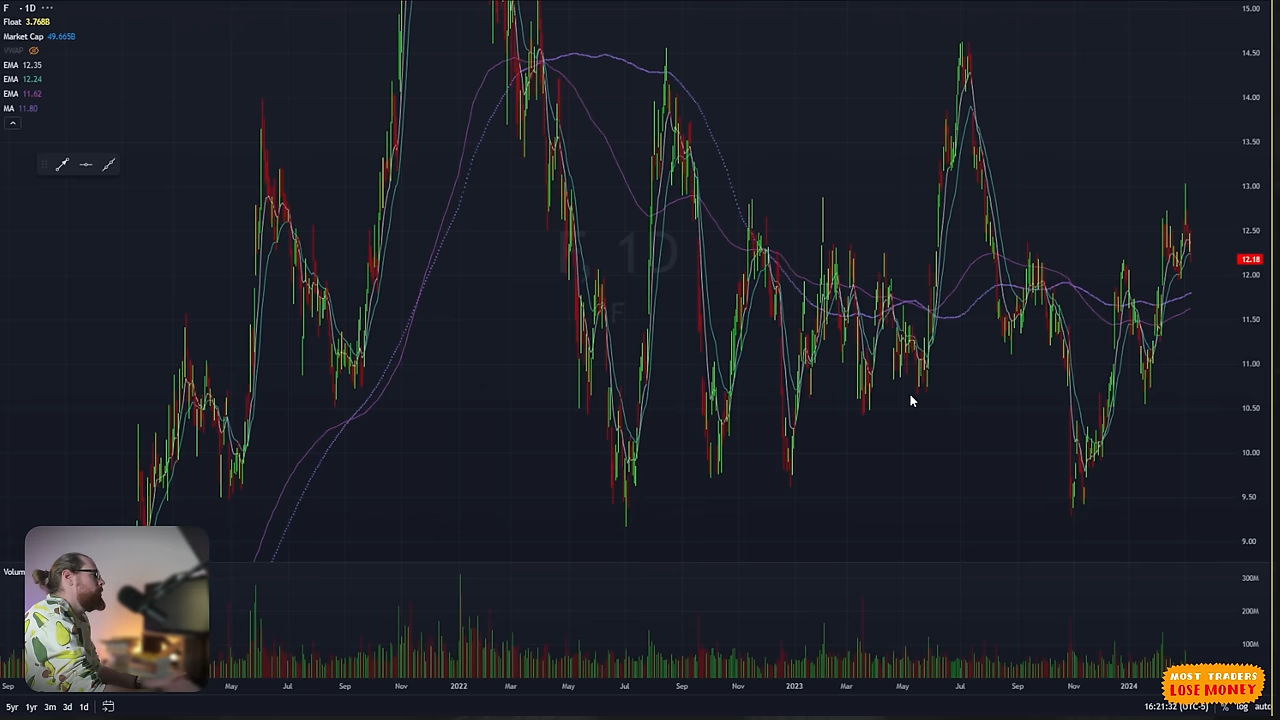 F · 1D ···
Float 3.768B
Market Cap 49.665B
VWAP
EMA 12.35
EMA 12.24
EMA 11.62
MA 11.80
F, 1D
F
15.00
14.50
14.00
13.50
13.00
12.50
12.18
12.00
11.50
11.00
10.50
10.00
9.50
9.00
Volum
300M
200M
100M
Sep May Jul Sep Nov 2022 Mar May Jul Sep Nov 2023 Mar May Jul Sep Nov 2024
MOST TRADERS
LOSE MONEY
5yr 1yr 3m 3d 1d 16:21:32 (UTC-5) % log auto